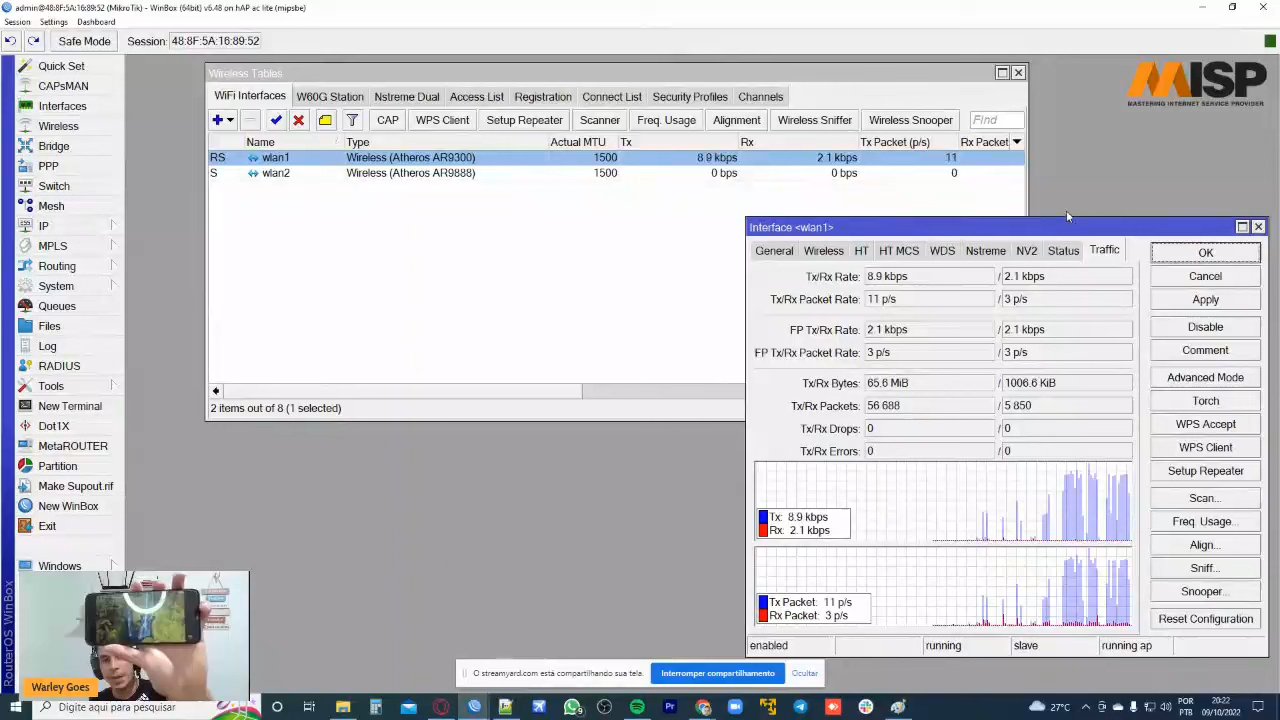 admin@48:8F:5A:16:89:52 (MikroTik) - WinBox (64bit) v6.48 on hAP ac lite (mipsbe)
Session Settings Dashboard
Safe Mode Session: 48:8F:5A:16:89:52
Quick Set
CAPsMAN
Interfaces
Wireless
Bridge
PPP
Switch
Mesh
IP
MPLS
Routing
System
Queues
Files
Log
RADIUS
Tools
New Terminal
Dot1X
MetaROUTER
Partition
Make Supout.rif
New WinBox
Exit
Windows
RouterOS WinBox
Wireless Tables
WiFi Interfaces W60G Station Nstreme Dual Access List Registration Connect List Security Profiles Channels
CAP WPS Client Setup Repeater Scanner Freq. Usage Alignment Wireless Sniffer Wireless Snooper Find
Name Type Actual MTU Tx Rx Tx Packet (p/s) Rx Packet
RS wlan1 Wireless (Atheros AR9300) 1500 8.9 kbps 2.1 kbps 11
S wlan2 Wireless (Atheros AR9888) 1500 0 bps 0 bps 0
2 items out of 8 (1 selected)
MISP
MASTERING INTERNET SERVICE PROVIDER
Interface <wlan1>
General Wireless HT HT MCS WDS Nstreme NV2 Status Traffic
Tx/Rx Rate: 8.9 kbps / 2.1 kbps
Tx/Rx Packet Rate: 11 p/s / 3 p/s
FP Tx/Rx Rate: 2.1 kbps / 2.1 kbps
FP Tx/Rx Packet Rate: 3 p/s / 3 p/s
Tx/Rx Bytes: 65.6 MiB / 1006.6 KiB
Tx/Rx Packets: 56 688 / 5 850
Tx/Rx Drops: 0 / 0
Tx/Rx Errors: 0 / 0
Tx: 8.9 kbps
Rx: 2.1 kbps
Tx Packet: 11 p/s
Rx Packet: 3 p/s
OK
Cancel
Apply
Disable
Comment
Advanced Mode
Torch
WPS Accept
WPS Client
Setup Repeater
Scan...
Freq. Usage...
Align...
Sniff...
Snooper...
Reset Configuration
enabled running slave running ap
Warley Goes
O streamyard.com está compartilhando sua tela. Interromper compartilhamento Ocultar
Digite aqui para pesquisar
27°C
POR
PTB
20:22
09/10/2022